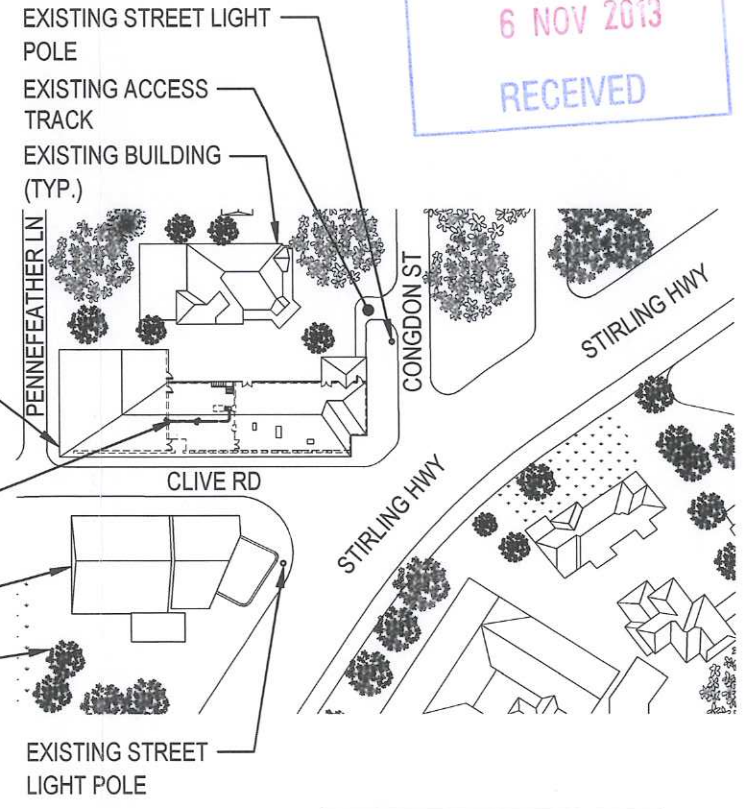 EXISTING STREET LIGHT
POLE
EXISTING ACCESS
TRACK
EXISTING BUILDING
(TYP.)
6 NOV 2013
RECEIVED
PENNEFEATHER LN
CONGDON ST
STIRLING HWY
CLIVE RD
STIRLING HWY
EXISTING STREET
LIGHT POLE